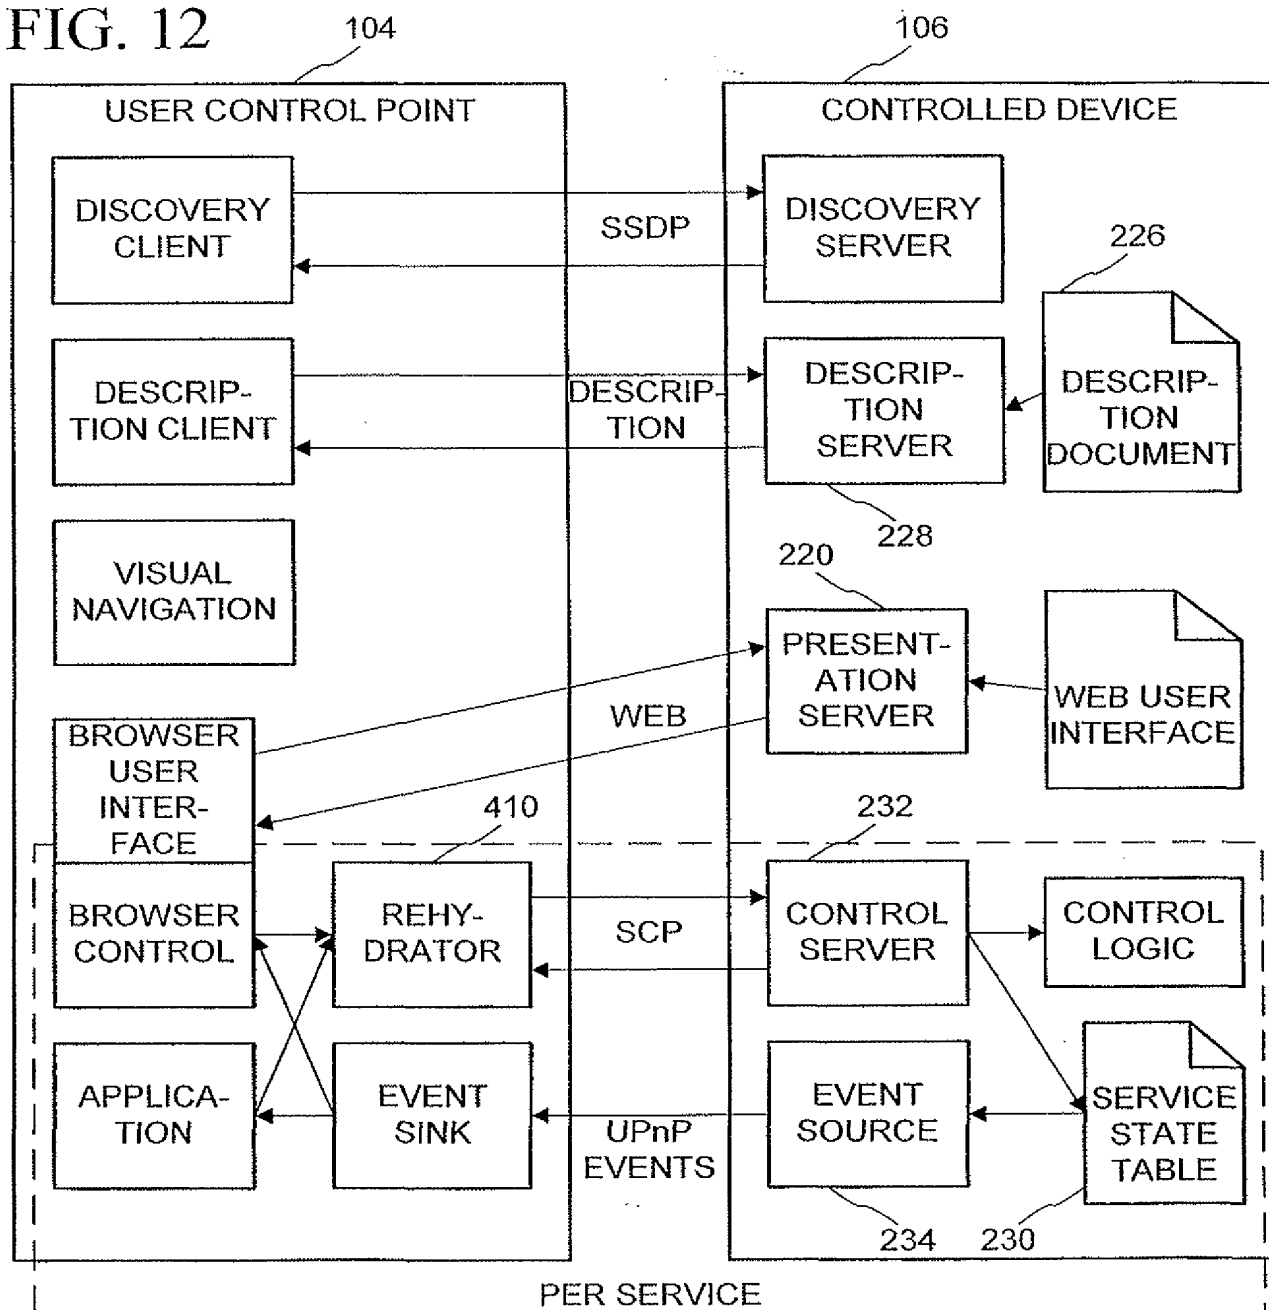 FIG. 12
104
106
USER CONTROL POINT
CONTROLLED DEVICE
DISCOVERY
CLIENT
SSDP
DISCOVERY
SERVER
226
DESCRIP-
TION CLIENT
DESCRIP-
TION
DESCRIP-
TION
SERVER
DESCRIP-
TION
DOCUMENT
228
VISUAL
NAVIGATION
220
PRESENT-
ATION
SERVER
WEB USER
INTERFACE
WEB
BROWSER
USER
INTER-
FACE
410
232
BROWSER
CONTROL
REHY-
DRATOR
SCP
CONTROL
SERVER
CONTROL
LOGIC
APPLICA-
TION
EVENT
SINK
UPnP
EVENTS
EVENT
SOURCE
SERVICE
STATE
TABLE
234
230
PER SERVICE